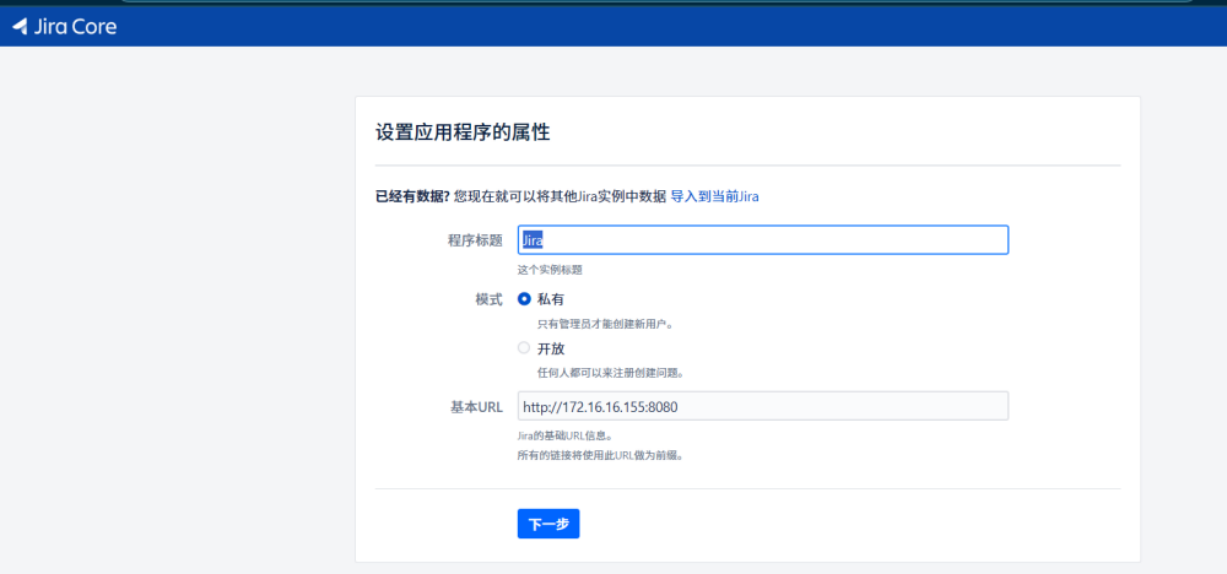 Jira Core
设置应用程序的属性
已经有数据? 您现在就可以将其他Jira实例中数据 导入到当前Jira
程序标题 Jira
这个实例标题
模式 私有
只有管理员才能创建新用户。
开放
任何人都可以来注册创建问题。
基本URL http://172.16.16.155:8080
Jira的基础URL信息。
所有的链接将使用此URL做为前缀。
下一步